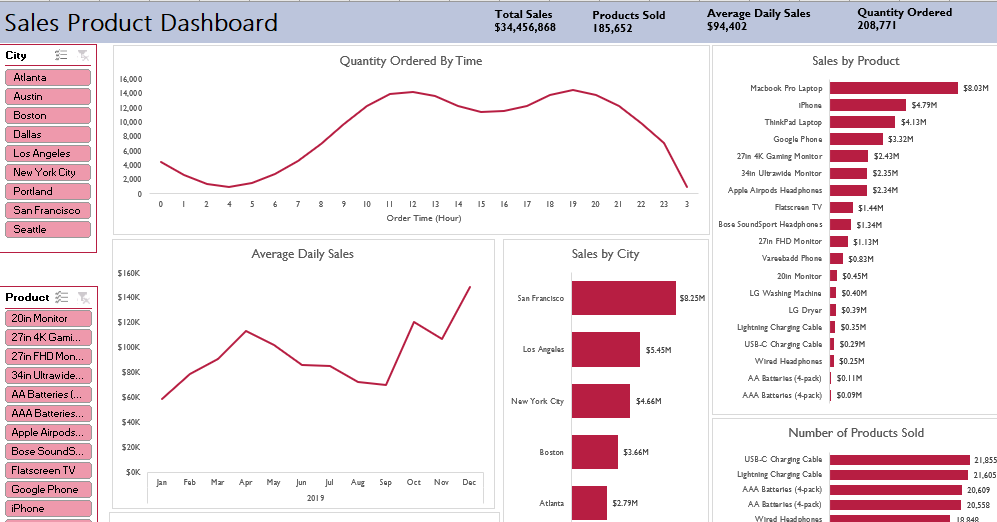 Sales Product Dashboard
Total Sales
$34,456,868
Products Sold
185,652
Average Daily Sales
$94,402
Quantity Ordered
208,771
City
Atlanta
Austin
Boston
Dallas
Los Angeles
New York City
Portland
San Francisco
Seattle
Product
20in Monitor
27in 4K Gami...
27in FHD Mon...
34in Ultrawide...
AA Batteries (...
AAA Batteries...
Apple Airpods...
Bose SoundS...
Flatscreen TV
Google Phone
iPhone
Quantity Ordered By Time
16,000
14,000
12,000
10,000
8,000
6,000
4,000
2,000
0
0 1 2 4 5 6 7 8 9 10 11 12 13 14 15 16 17 18 19 20 21 22 23 3
Order Time (Hour)
Average Daily Sales
$160K
$140K
$120K
$100K
$80K
$60K
$40K
$20K
$0K
Jan Feb Mar Apr May Jun Jul Aug Sep Oct Nov Dec
2019
Sales by City
San Francisco $8.25M
Los Angeles $5.45M
New York City $4.66M
Boston $3.66M
Atlanta $2.79M
Sales by Product
Macbook Pro Laptop $8.03M
iPhone $4.79M
ThinkPad Laptop $4.13M
Google Phone $3.32M
27in 4K Gaming Monitor $2.43M
34in Ultrawide Monitor $2.35M
Apple Airpods Headphones $2.34M
Flatscreen TV $1.44M
Bose SoundSport Headphones $1.34M
27in FHD Monitor $1.13M
Vareebadd Phone $0.83M
20in Monitor $0.45M
LG Washing Machine $0.40M
LG Dryer $0.39M
Lightning Charging Cable $0.35M
USB-C Charging Cable $0.29M
Wired Headphones $0.25M
AA Batteries (4-pack) $0.11M
AAA Batteries (4-pack) $0.09M
Number of Products Sold
USB-C Charging Cable 21,855
Lightning Charging Cable 21,605
AAA Batteries (4-pack) 20,609
AA Batteries (4-pack) 20,558
Wired Headphones 18,848